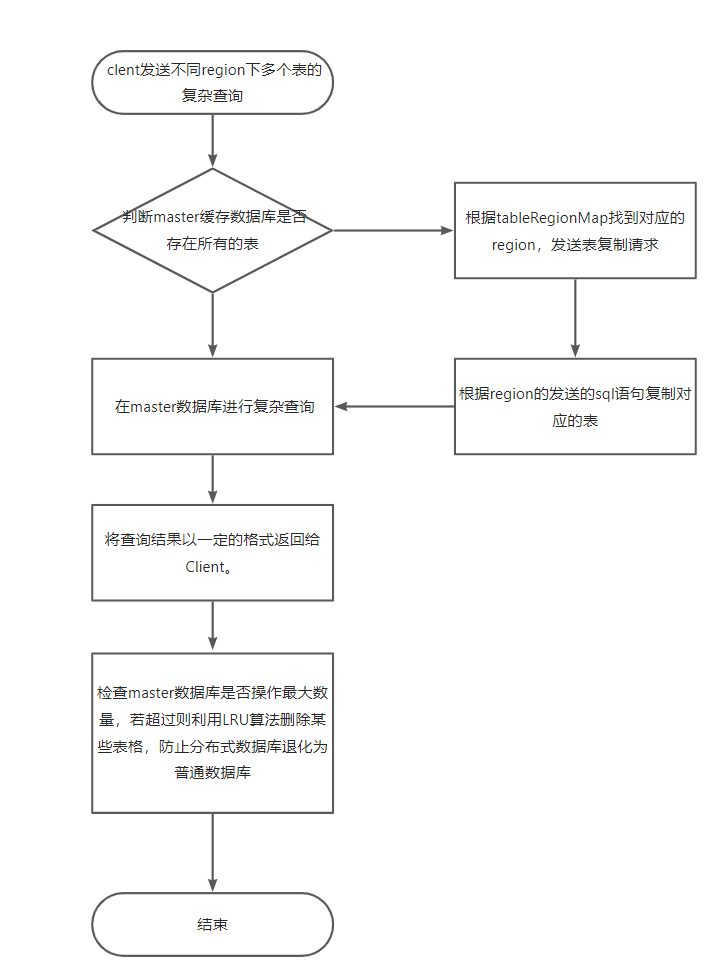 clent发送不同region下多个表的
复杂查询
判断master缓存数据库是否
存在所有的表
根据tableRegionMap找到对应的
region，发送表复制请求
在master数据库进行复杂查询
根据region的发送的sql语句复制对
应的表
将查询结果以一定的格式返回给
Client。
检查master数据库是否操作最大数
量，若超过则利用LRU算法删除某
些表格，防止分布式数据库退化为
普通数据库
结束